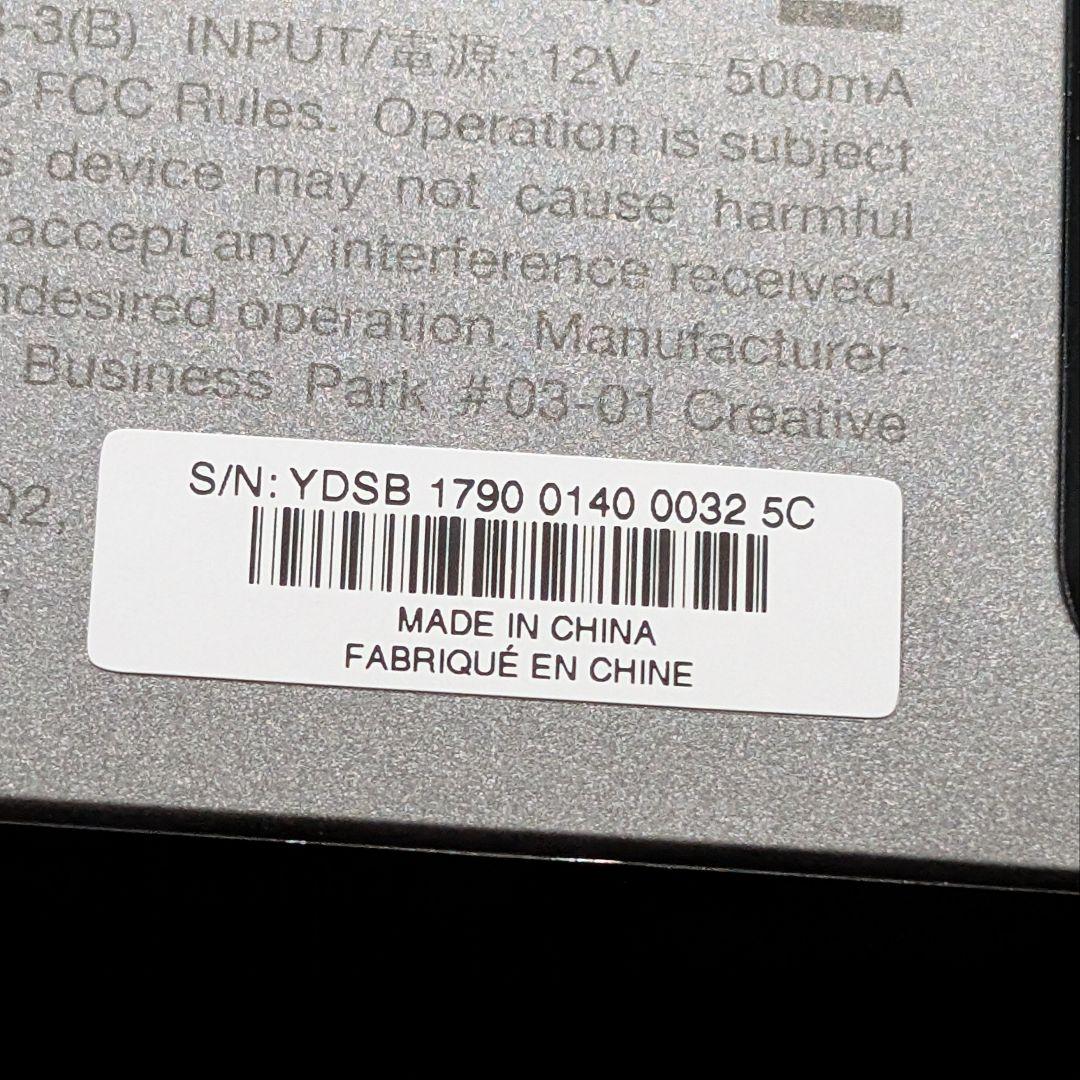 -3(B) INPUT/電源: 12V ⎓ 500mA
FCC Rules. Operation is subject
s device may not cause harmful
accept any interference received,
ndesired operation. Manufacturer:
Business Park #03-01 Creative
Q2,
S/N: YDSB 1790 0140 0032 5C
MADE IN CHINA
FABRIQUÉ EN CHINE